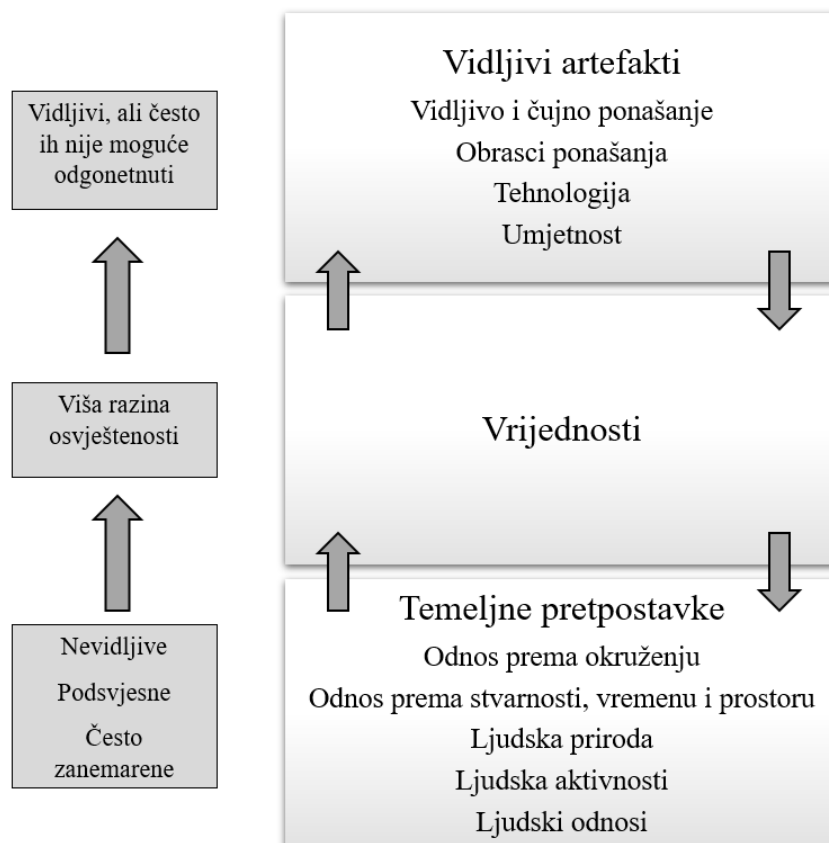 Vidljivi artefakti
Vidljivo i čujno ponašanje
Obrasci ponašanja
Tehnologija
Umjetnost
Vidljivi, ali često
ih nije moguće
odgonetnuti
Vrijednosti
Viša razina
osvještenosti
Temeljne pretpostavke
Odnos prema okruženju
Odnos prema stvarnosti, vremenu i prostoru
Ljudska priroda
Ljudska aktivnosti
Ljudski odnosi
Nevidljive
Podsvjesne
Često
zanemarene